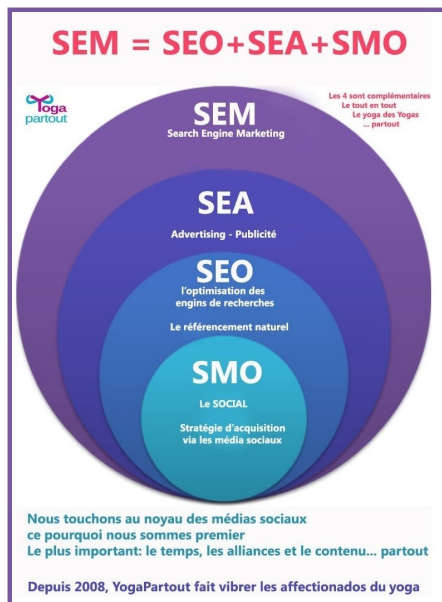 SEM = SEO+SEA+SMO
Yoga
partout
Les 4 sont complémentaires
Le tout en tout
Le yoga des Yogas
... partout
SEM
Search Engine Marketing
SEA
Advertising - Publicité
SEO
l'optimisation des
engins de recherches
Le référencement naturel
SMO
Le SOCIAL
Stratégie d'acquisition
via les média sociaux
Nous touchons au noyau des médias sociaux
ce pourquoi nous sommes premier
Le plus important: le temps, les alliances et le contenu... partout
Depuis 2008, YogaPartout fait vibrer les affectionados du yoga